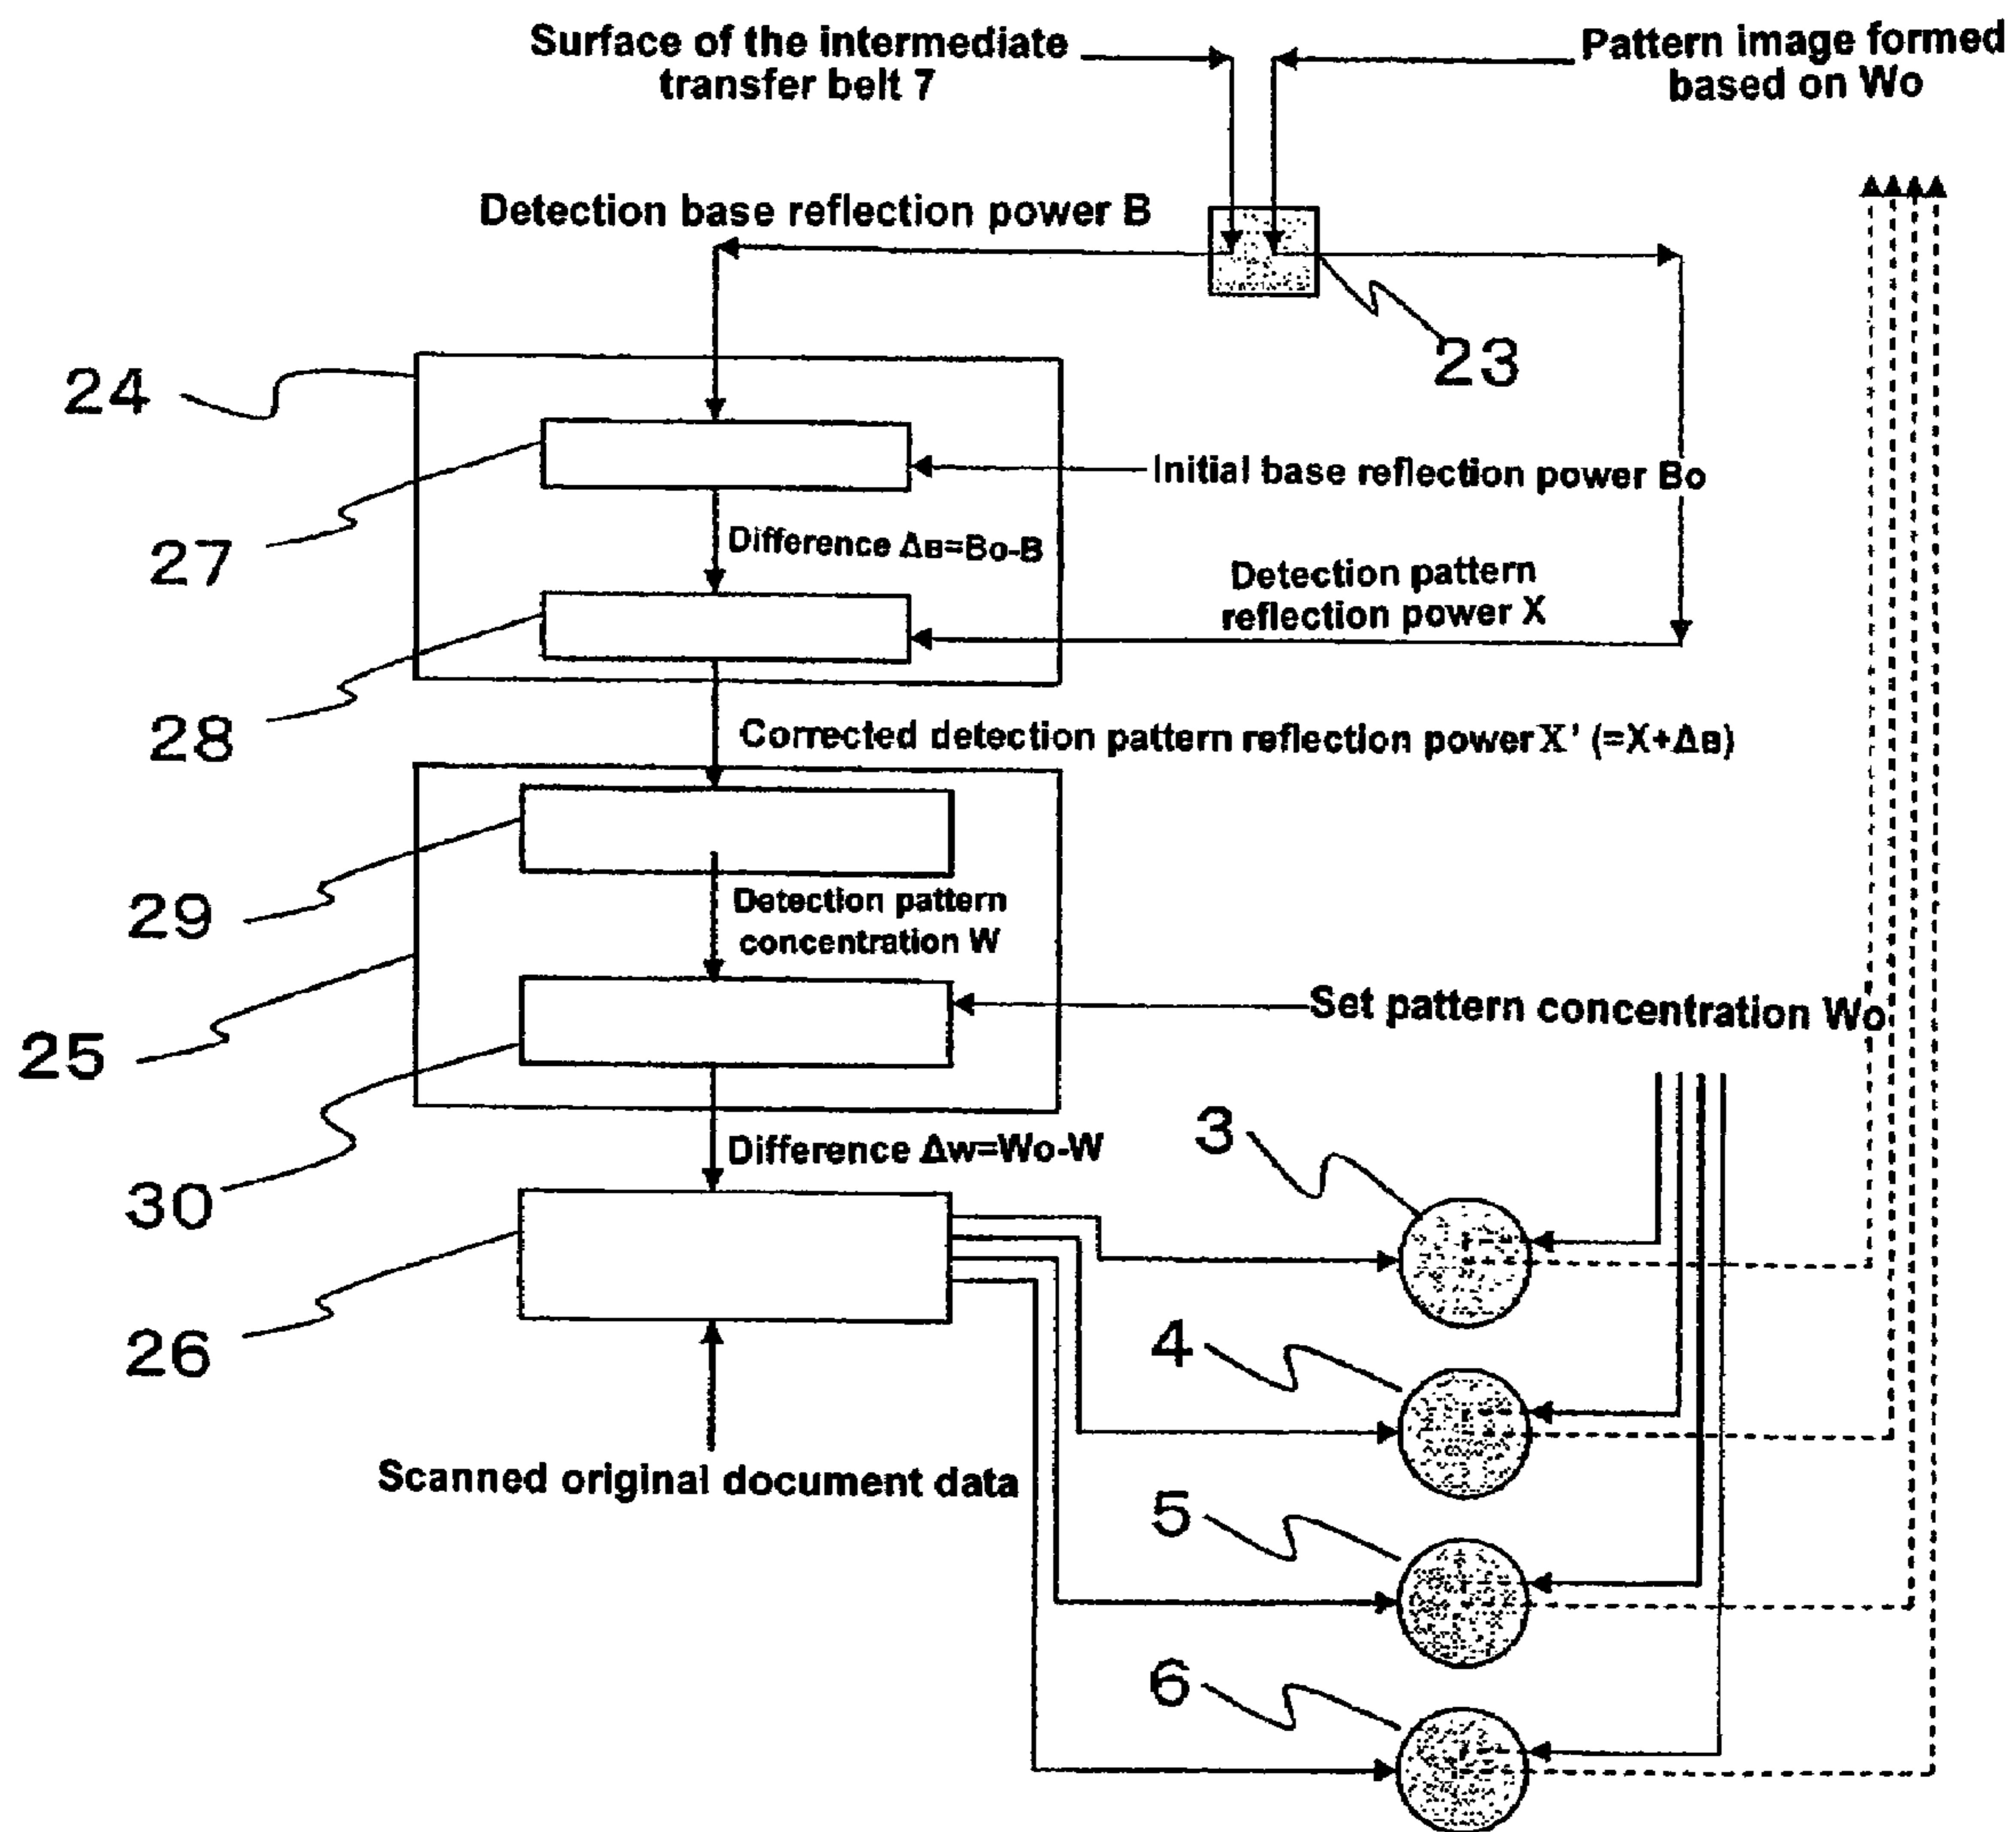 Surface of the intermediate
transfer belt 7
Pattern image formed
based on Wo
Detection base reflection power B
23
24
27
Initial base reflection power Bo
Difference ΔB=Bo-B
Detection pattern
reflection power X
28
Corrected detection pattern reflection power X' (=X+ΔB)
29
Detection pattern
concentration W
25
Set pattern concentration Wo
30
Difference Δw=Wo-W
3
26
4
Scanned original document data
5
6